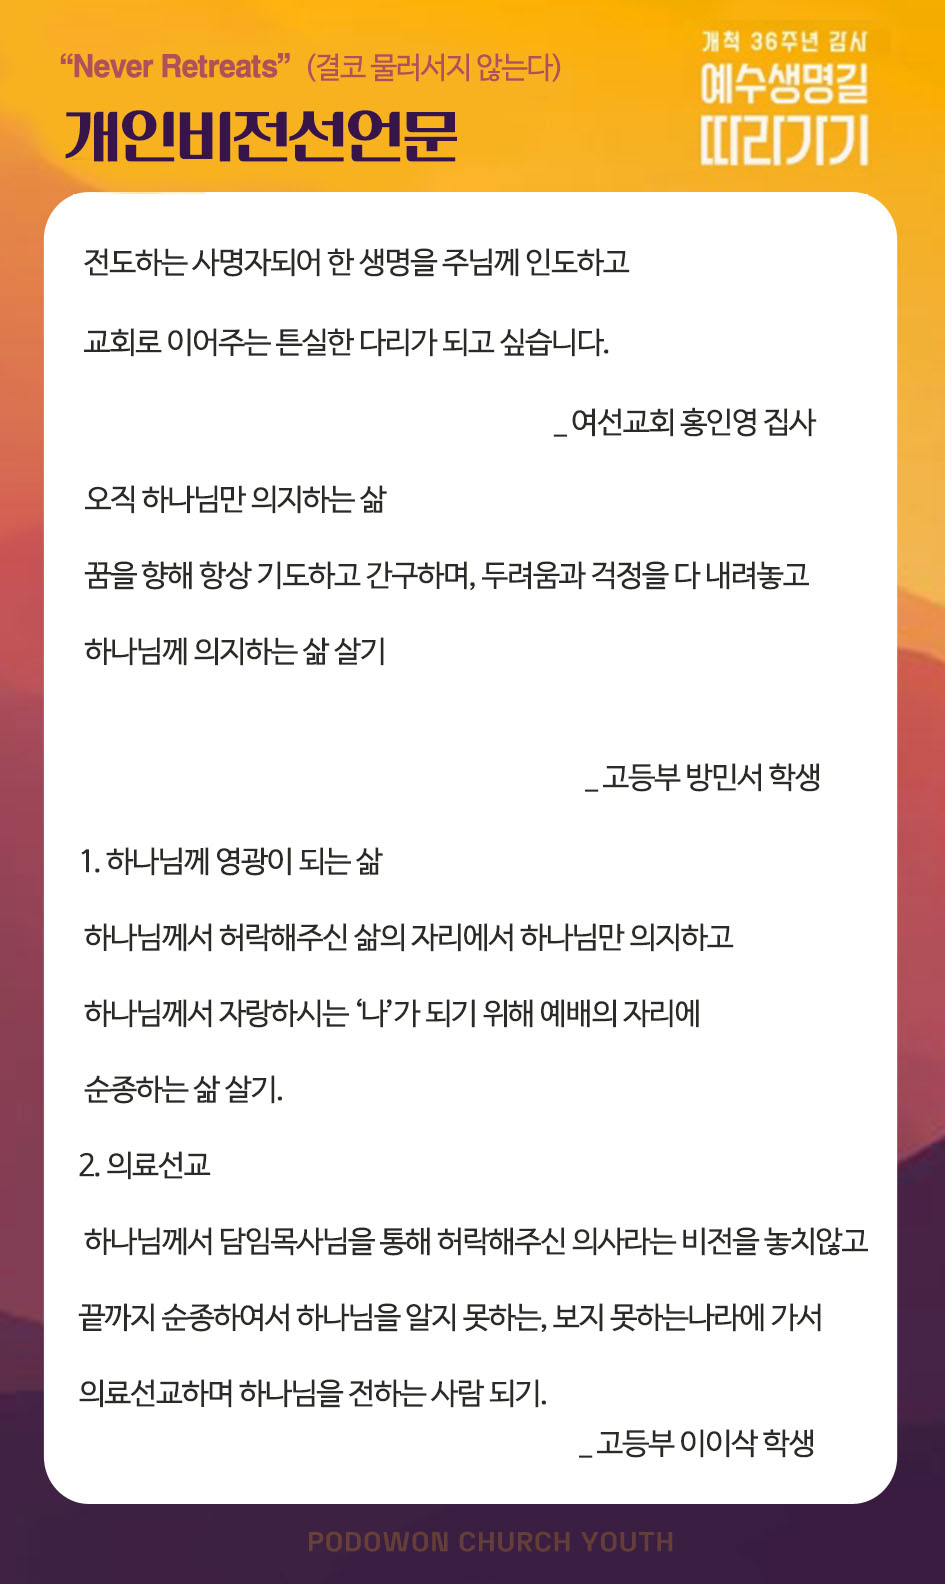 “Never Retreats” (결코 물러서지 않는다)
개인비전선언문
개척 36주년 감사
예수생명길
따라가기
전도하는 사명자되어 한 생명을 주님께 인도하고
교회로 이어주는 튼실한 다리가 되고 싶습니다.
_ 여선교회 홍인영 집사
오직 하나님만 의지하는 삶
꿈을 향해 항상 기도하고 간구하며, 두려움과 걱정을 다 내려놓고
하나님께 의지하는 삶 살기
_ 고등부 방민서 학생
1. 하나님께 영광이 되는 삶
하나님께서 허락해주신 삶의 자리에서 하나님만 의지하고
하나님께서 자랑하시는 ‘나’가 되기 위해 예배의 자리에
순종하는 삶 살기.
2. 의료선교
하나님께서 담임목사님을 통해 허락해주신 의사라는 비전을 놓치않고
끝까지 순종하여서 하나님을 알지 못하는, 보지 못하는나라에 가서
의료선교하며 하나님을 전하는 사람 되기.
_ 고등부 이이삭 학생
PODOWON CHURCH YOUTH